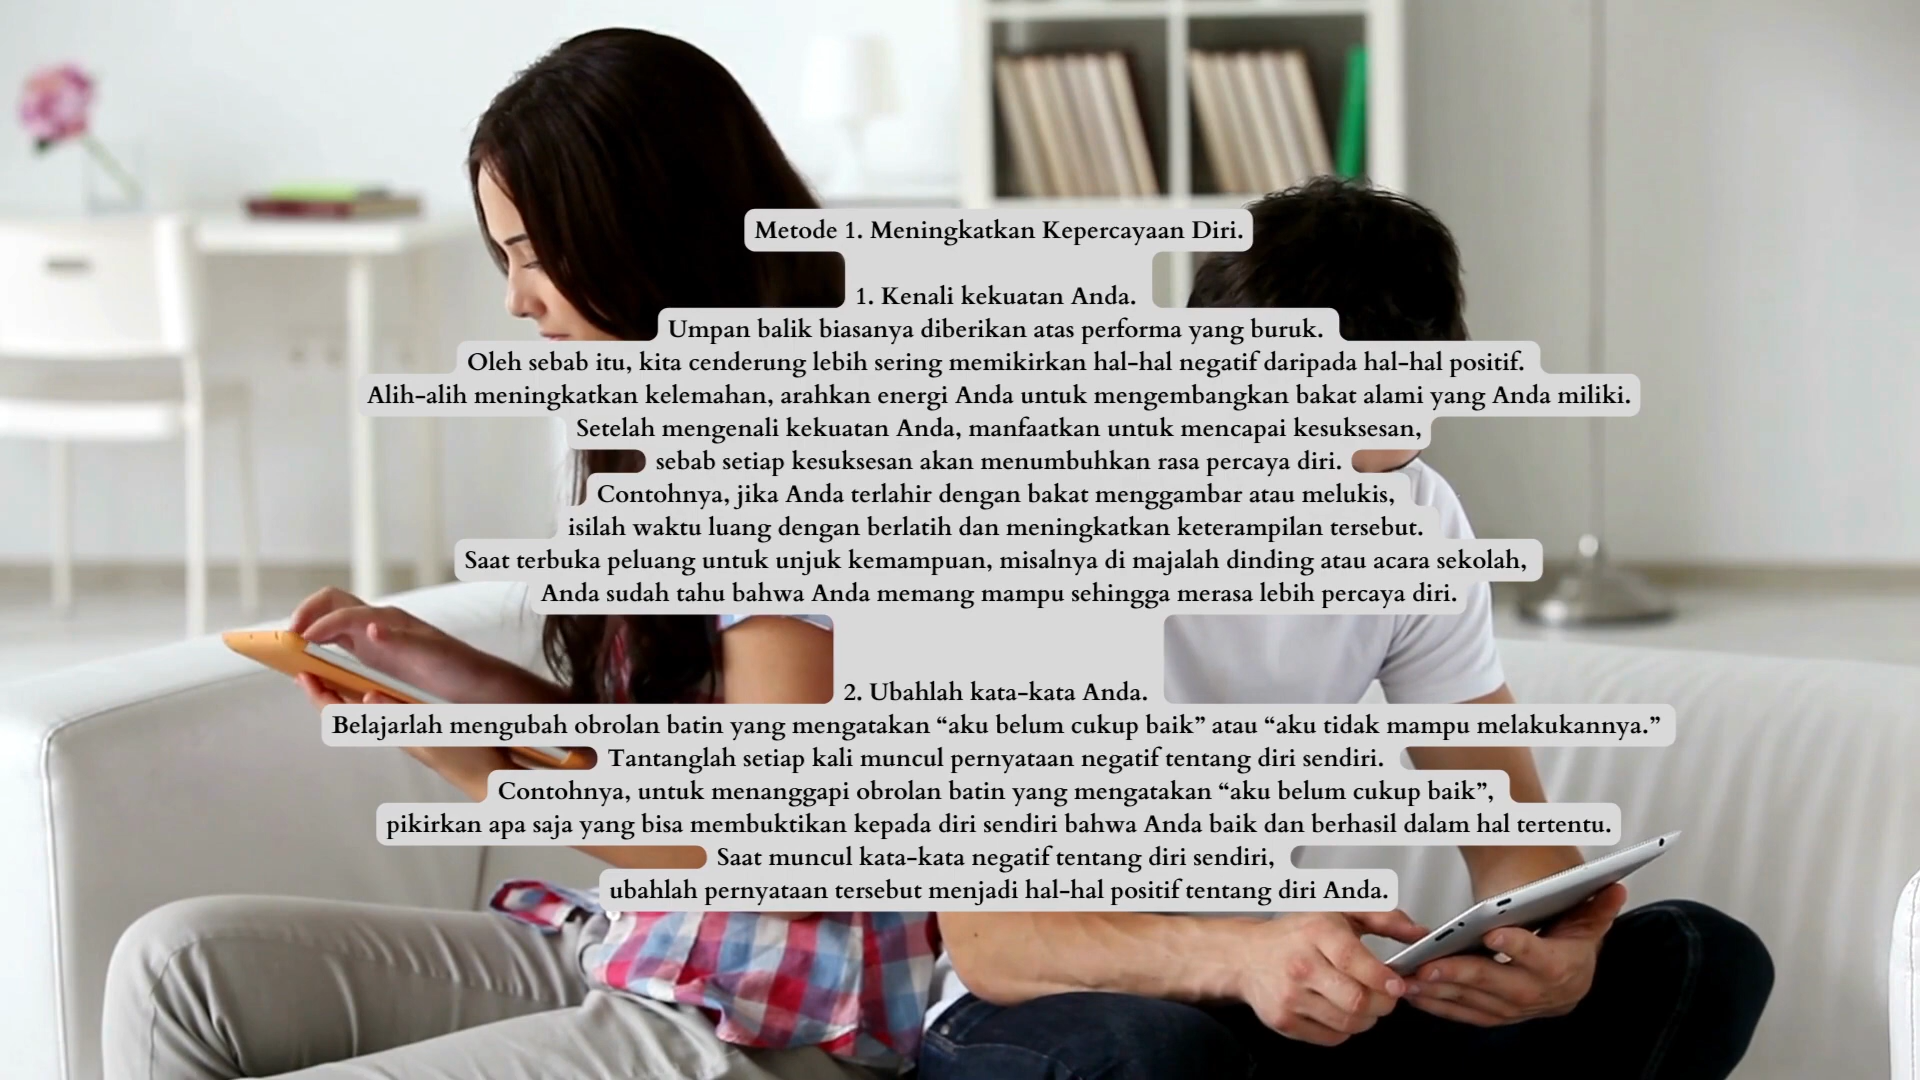 Metode 1. Meningkatkan Kepercayaan Diri.
1. Kenali kekuatan Anda.
Umpan balik biasanya diberikan atas performa yang buruk.
Oleh sebab itu, kita cenderung lebih sering memikirkan hal-hal negatif daripada hal-hal positif.
Alih-alih meningkatkan kelemahan, arahkan energi Anda untuk mengembangkan bakat alami yang Anda miliki.
Setelah mengenali kekuatan Anda, manfaatkan untuk mencapai kesuksesan,
sebab setiap kesuksesan akan menumbuhkan rasa percaya diri.
Contohnya, jika Anda terlahir dengan bakat menggambar atau melukis,
isilah waktu luang dengan berlatih dan meningkatkan keterampilan tersebut.
Saat terbuka peluang untuk unjuk kemampuan, misalnya di majalah dinding atau acara sekolah,
Anda sudah tahu bahwa Anda memang mampu sehingga merasa lebih percaya diri.
2. Ubahlah kata-kata Anda.
Belajarlah mengubah obrolan batin yang mengatakan “aku belum cukup baik” atau “aku tidak mampu melakukannya.”
Tantanglah setiap kali muncul pernyataan negatif tentang diri sendiri.
Contohnya, untuk menanggapi obrolan batin yang mengatakan “aku belum cukup baik”,
pikirkan apa saja yang bisa membuktikan kepada diri sendiri bahwa Anda baik dan berhasil dalam hal tertentu.
Saat muncul kata-kata negatif tentang diri sendiri,
ubahlah pernyataan tersebut menjadi hal-hal positif tentang diri Anda.